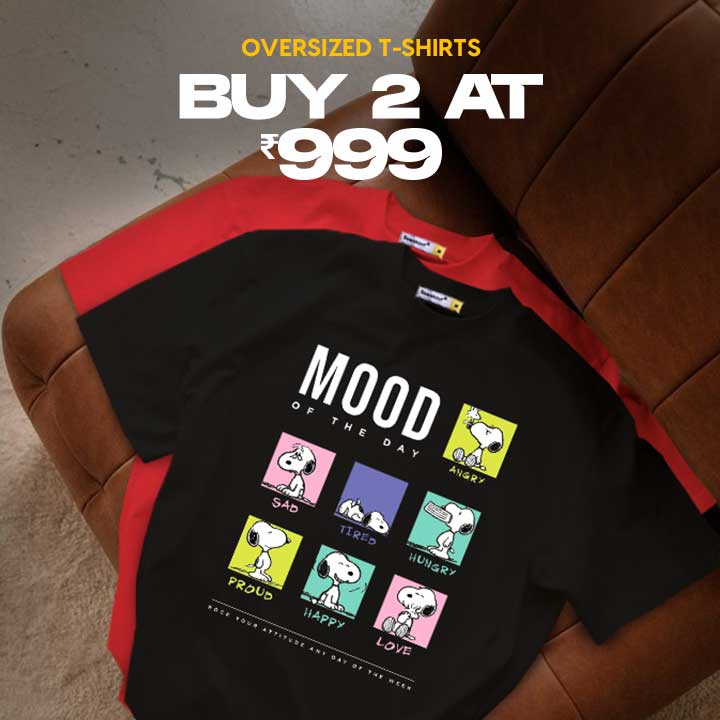 OVERSIZED T-SHIRTS
BUY 2 AT
₹999
MOOD
OF THE DAY
ANGRY
SAD
TIRED
HUNGRY
PROUD
HAPPY
LOVE
ROCK YOUR ATTITUDE ANY DAY OF THE WEEK